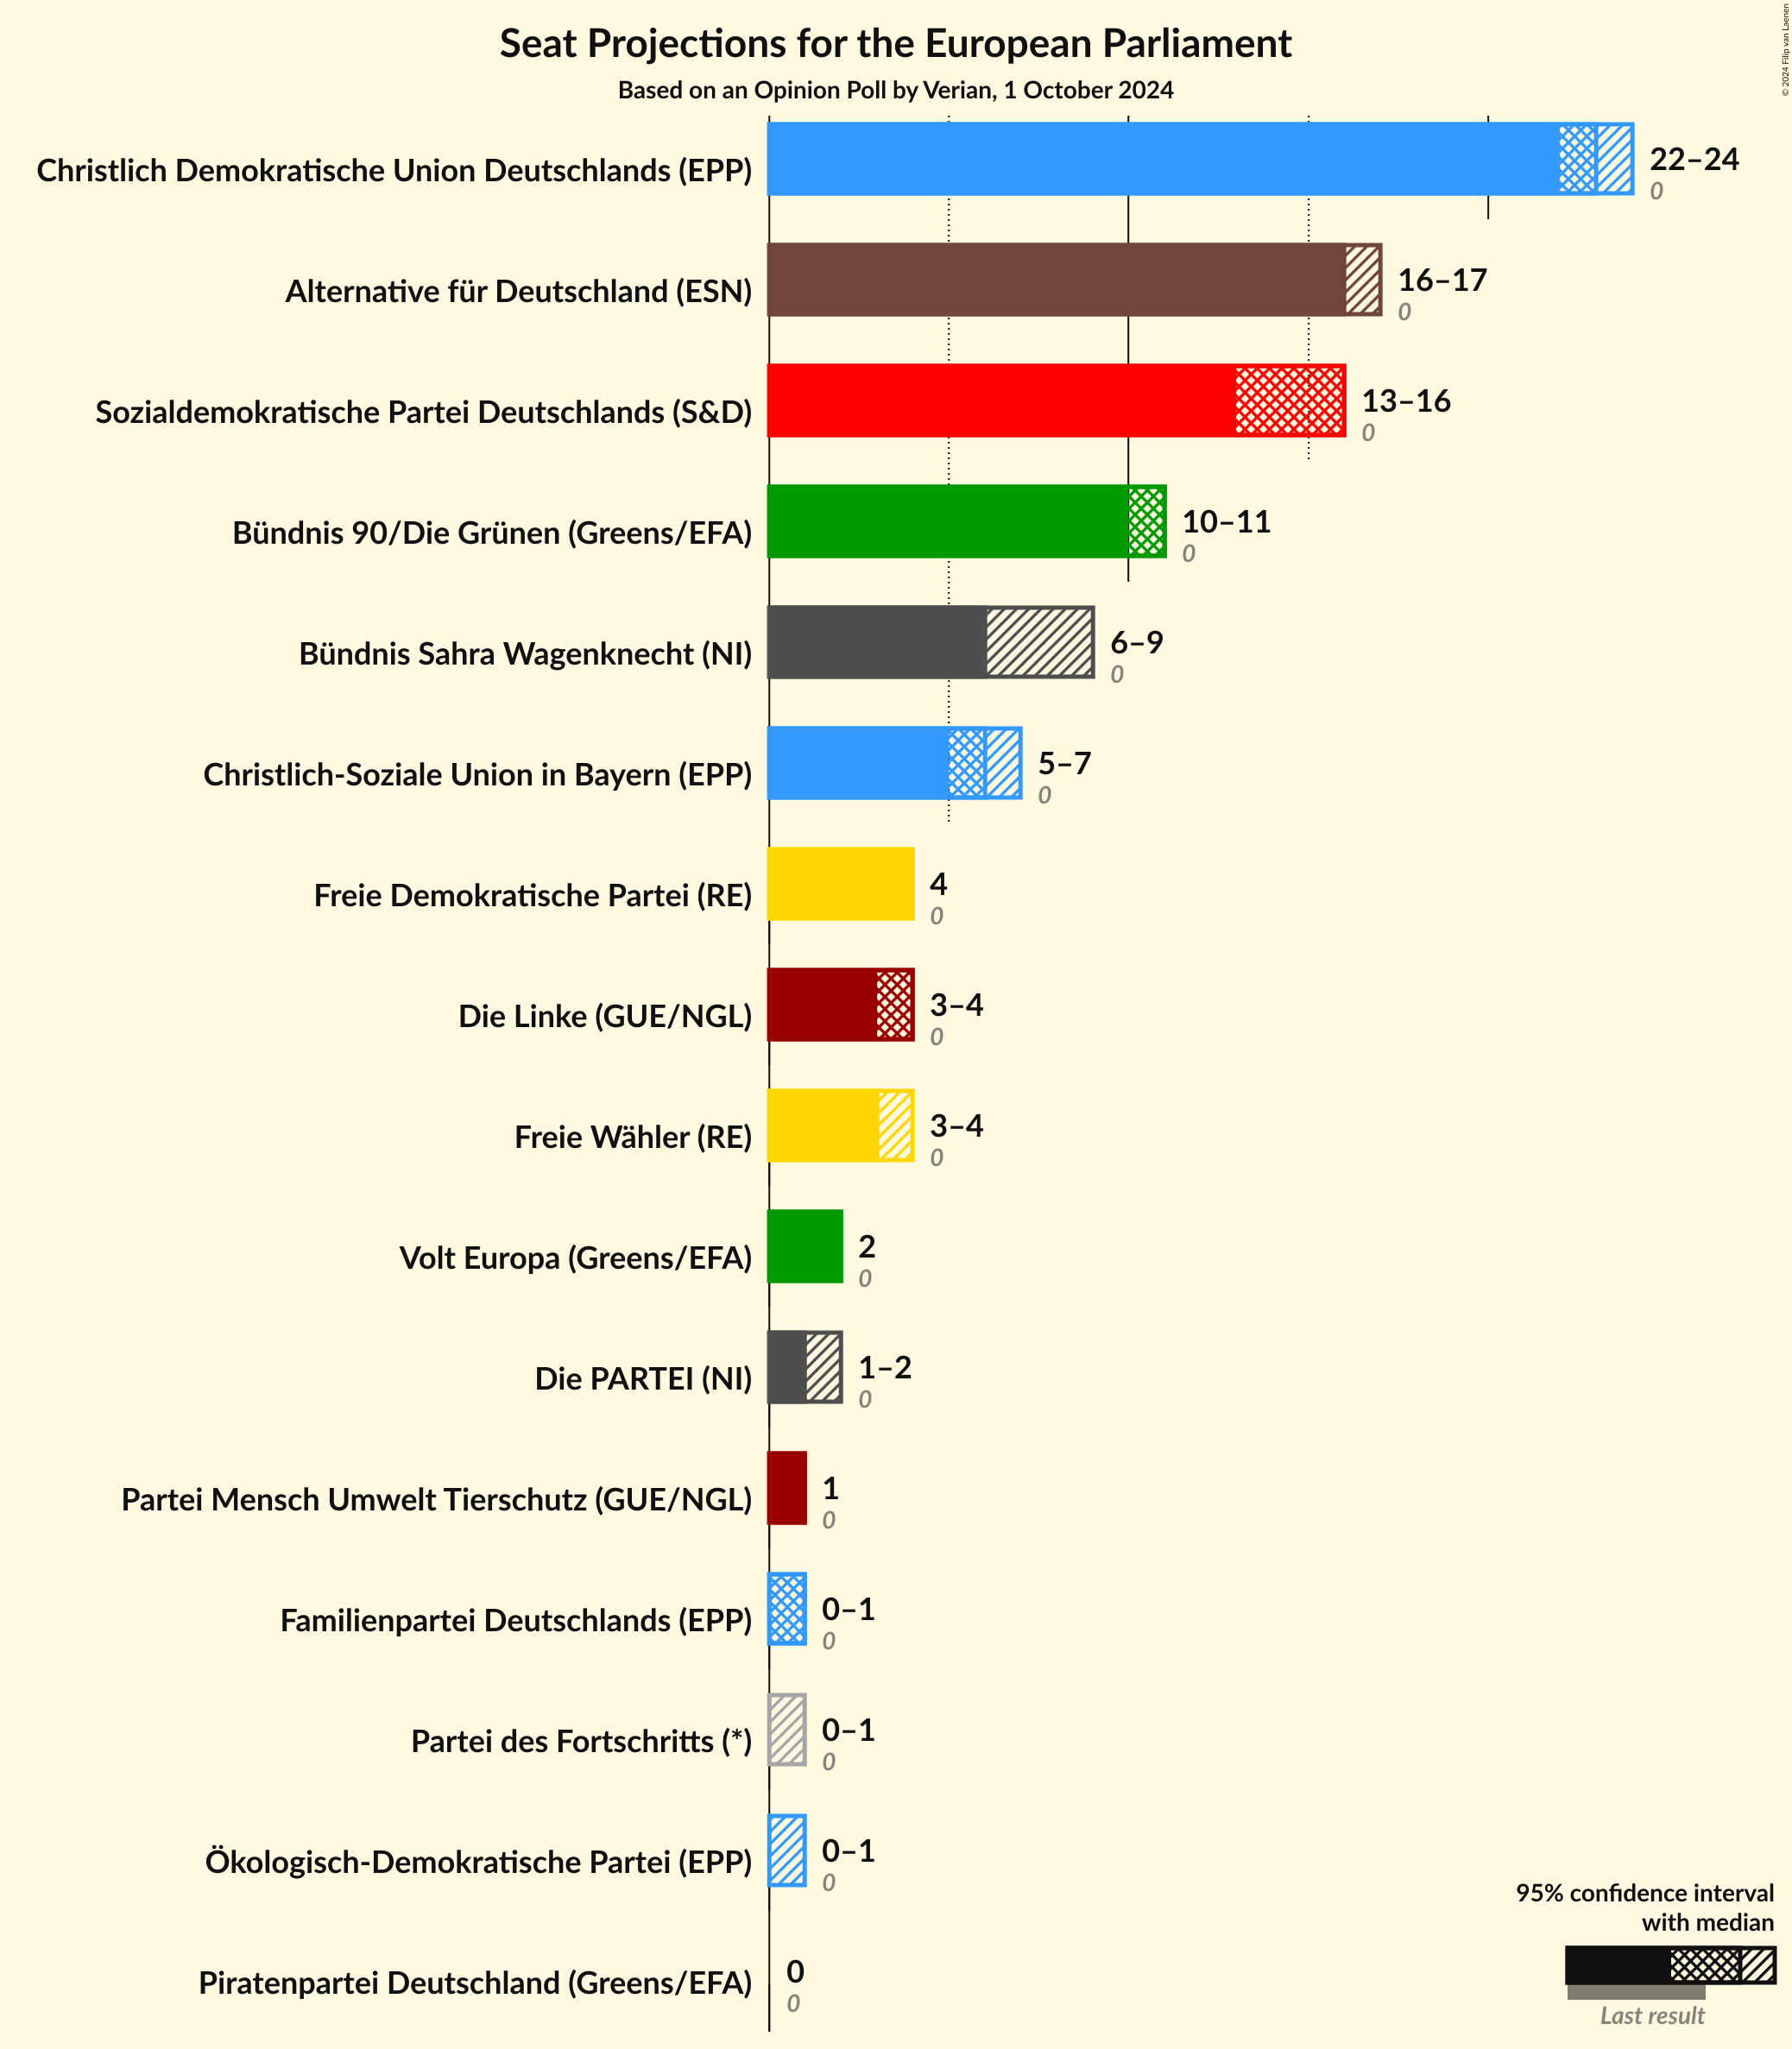 Seat Projections for the European Parliament
Based on an Opinion Poll by Verian, 1 October 2024
© 2024 Filip van Laenen
Christlich Demokratische Union Deutschlands (EPP)
22–24
0
Alternative für Deutschland (ESN)
16–17
0
Sozialdemokratische Partei Deutschlands (S&D)
13–16
0
Bündnis 90/Die Grünen (Greens/EFA)
10–11
0
Bündnis Sahra Wagenknecht (NI)
6–9
0
Christlich-Soziale Union in Bayern (EPP)
5–7
0
Freie Demokratische Partei (RE)
4
0
Die Linke (GUE/NGL)
3–4
0
Freie Wähler (RE)
3–4
0
Volt Europa (Greens/EFA)
2
0
Die PARTEI (NI)
1–2
0
Partei Mensch Umwelt Tierschutz (GUE/NGL)
1
0
Familienpartei Deutschlands (EPP)
0–1
0
Partei des Fortschritts (*)
0–1
0
Ökologisch-Demokratische Partei (EPP)
0–1
0
Piratenpartei Deutschland (Greens/EFA)
0
0
95% confidence interval
with median
Last result